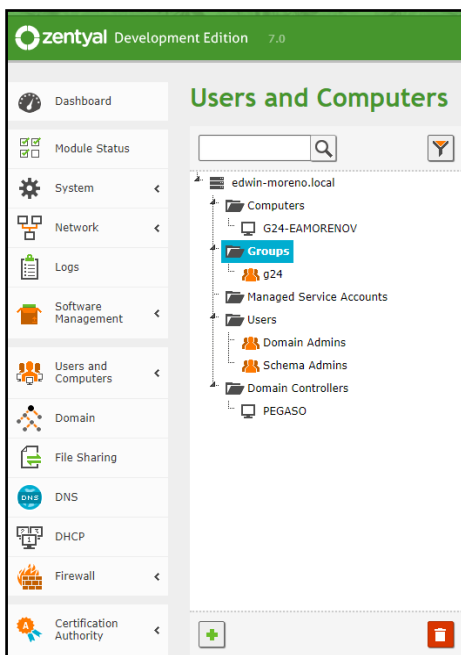 zentyal Development Edition 7.0
Dashboard
Module Status
System
Network
Logs
Software
Management
Users and
Computers
Domain
File Sharing
DNS
DNS
DHCP
Firewall
A
Certification
Authority
Users and Computers
edwin-moreno.local
Computers
G24-EAMORENOV
Groups
g24
Managed Service Accounts
Users
Domain Admins
Schema Admins
Domain Controllers
PEGASO